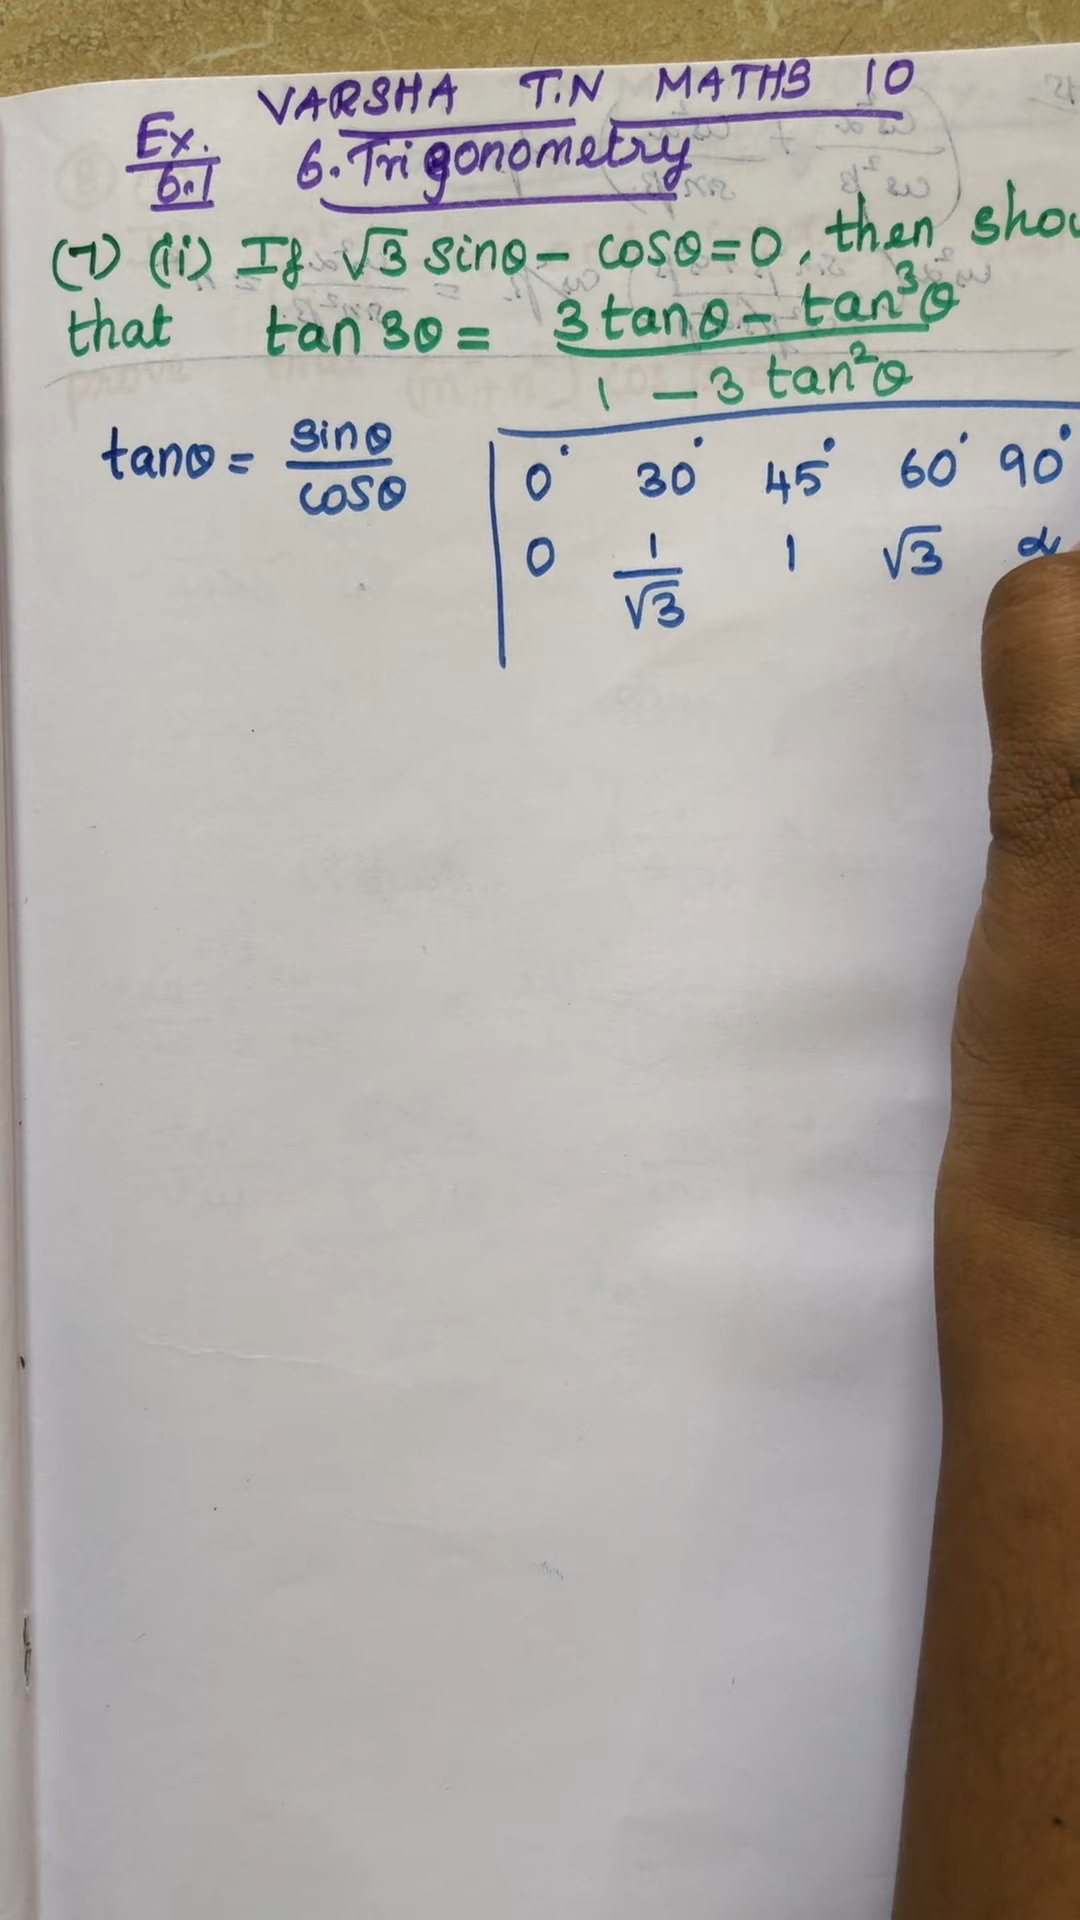 VARSHA T.N MATHS 10
Ex. 6.1 6. Trigonometry
(7) (ii) If √3 sinθ - cosθ = 0, then
that tan 3θ = (3 tanθ - tan³θ) / (1 - 3 tan²θ)
tanθ = sinθ / cosθ
0° 30° 45° 60° 90°
0 1/√3 1 √3